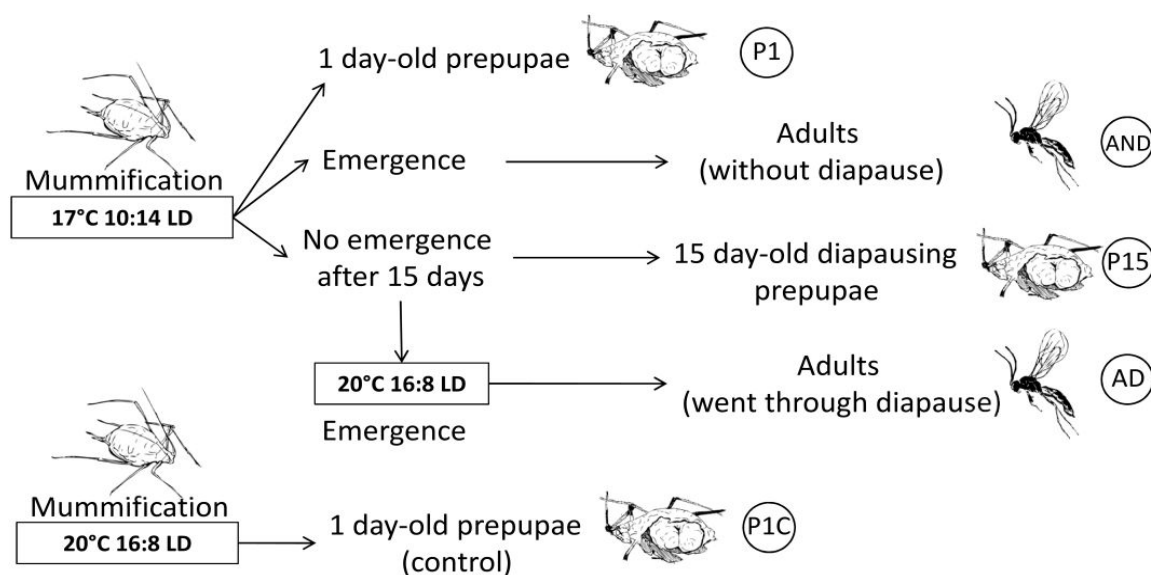 1 day-old prepupae
P1
Mummification
17°C 10:14 LD
Emergence
Adults
(without diapause)
AND
No emergence
after 15 days
15 day-old diapausing
prepupae
P15
20°C 16:8 LD
Emergence
Adults
(went through diapause)
AD
Mummification
20°C 16:8 LD
1 day-old prepupae
(control)
P1C